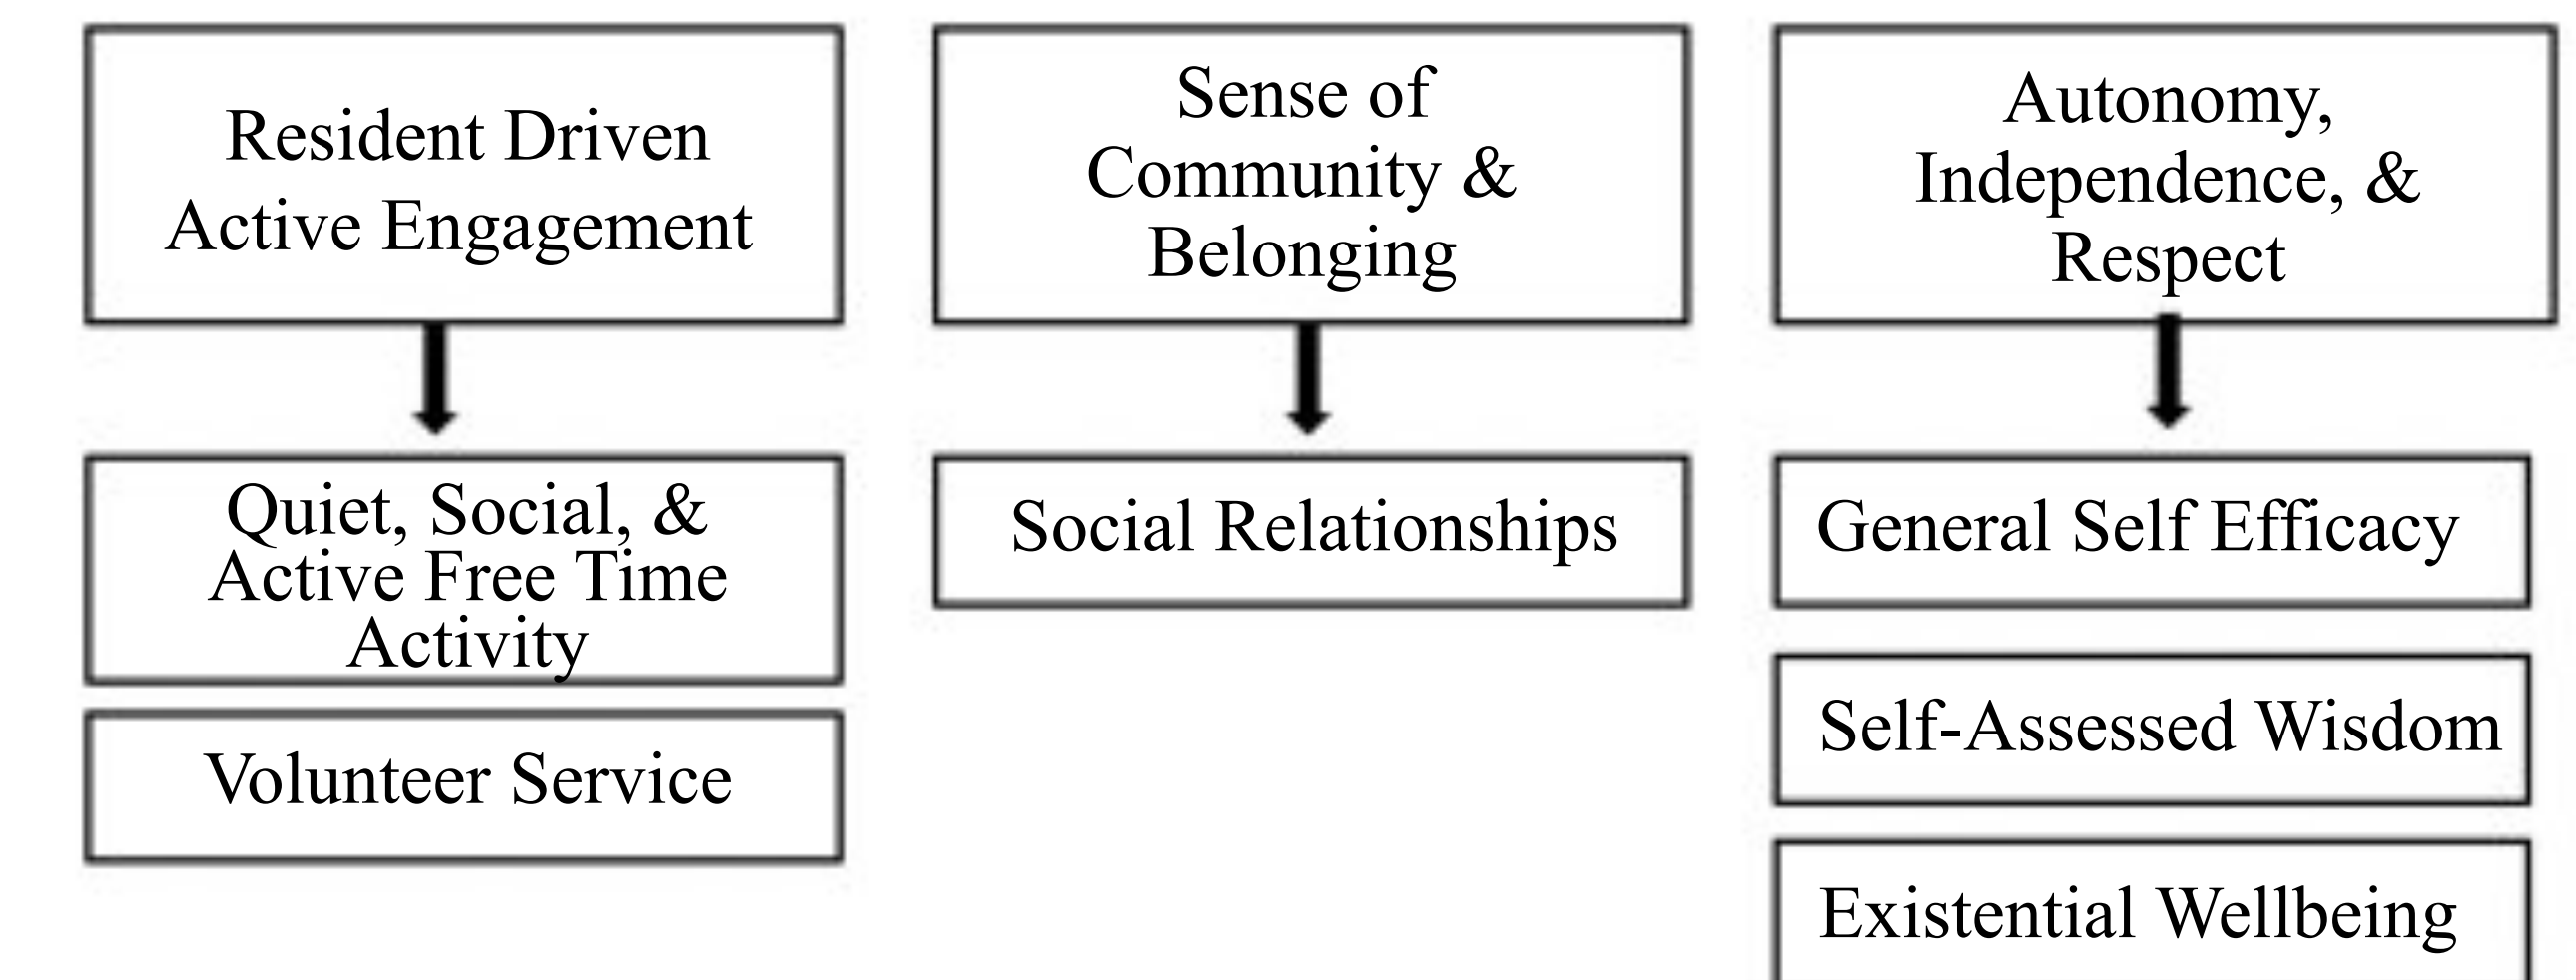 Resident Driven
Active Engagement
Sense of
Community &
Belonging
Autonomy,
Independence, &
Respect
Quiet, Social, &
Active Free Time
Activity
Volunteer Service
Social Relationships
General Self Efficacy
Self-Assessed Wisdom
Existential Wellbeing